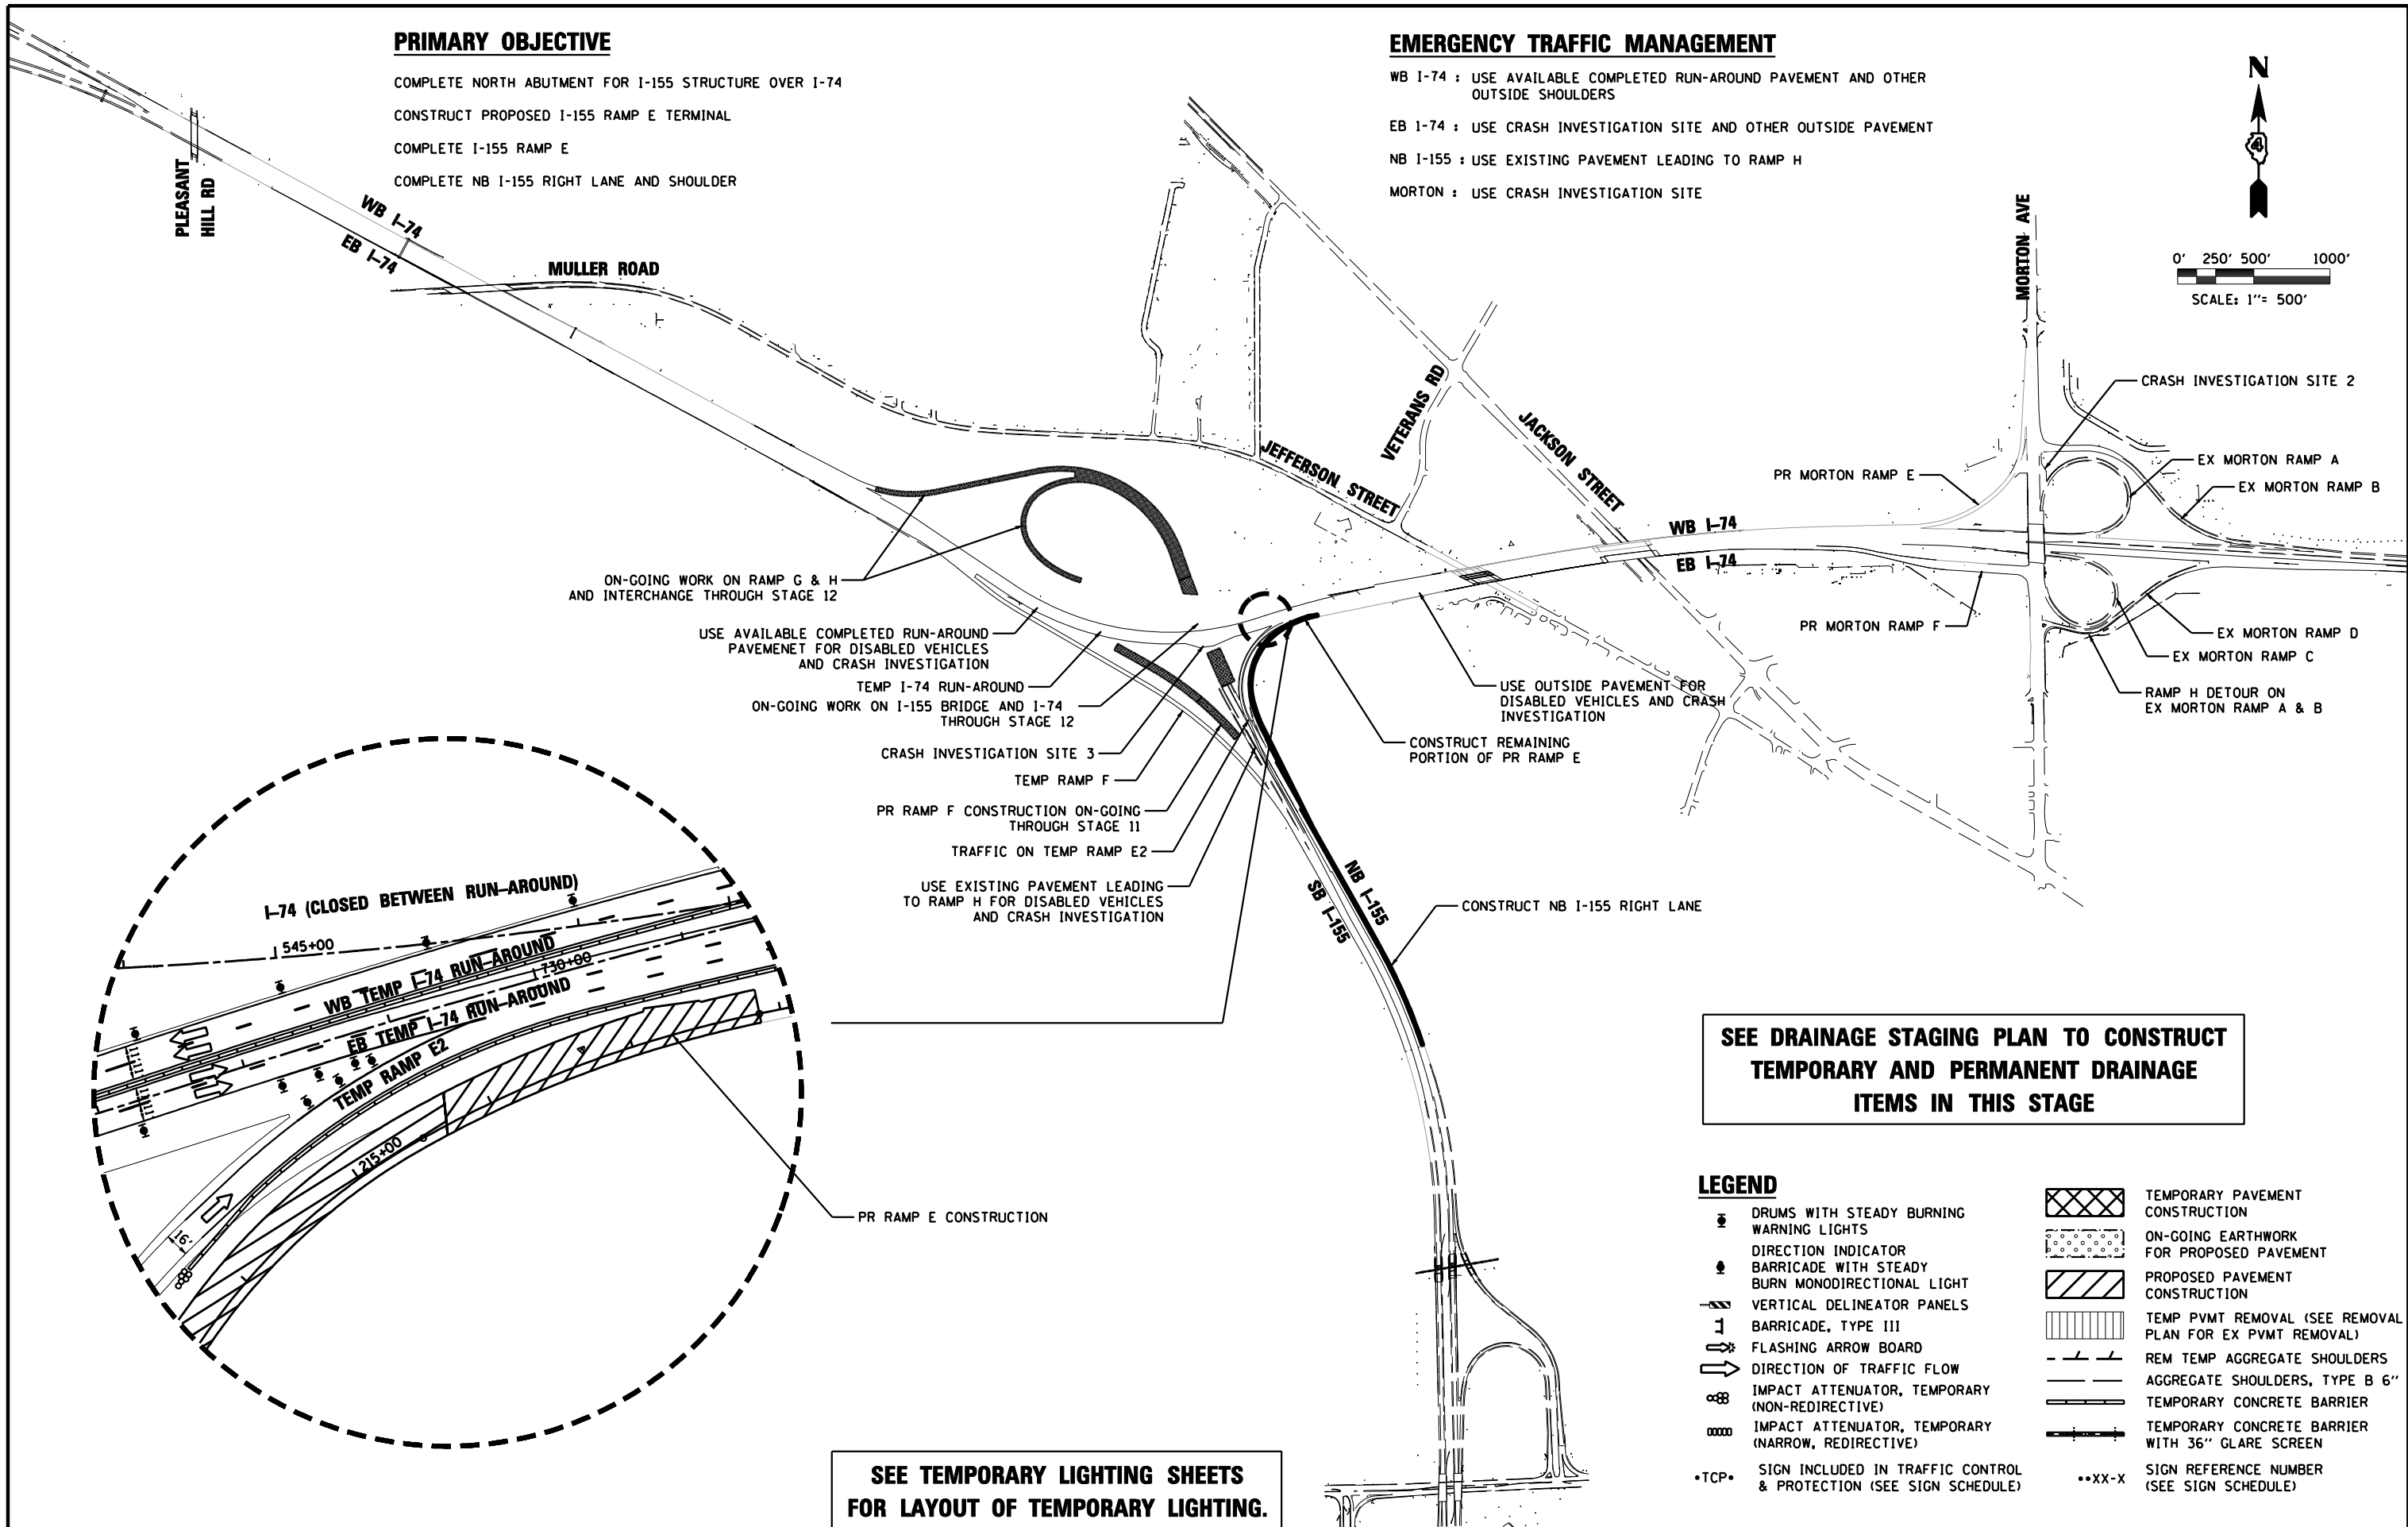 PRIMARY OBJECTIVE
COMPLETE NORTH ABUTMENT FOR I-155 STRUCTURE OVER I-74
CONSTRUCT PROPOSED I-155 RAMP E TERMINAL
COMPLETE I-155 RAMP E
COMPLETE NB I-155 RIGHT LANE AND SHOULDER
EMERGENCY TRAFFIC MANAGEMENT
WB I-74 : USE AVAILABLE COMPLETED RUN-AROUND PAVEMENT AND OTHER
OUTSIDE SHOULDERS
EB 1-74 : USE CRASH INVESTIGATION SITE AND OTHER OUTSIDE PAVEMENT
NB I-155 : USE EXISTING PAVEMENT LEADING TO RAMP H
MORTON : USE CRASH INVESTIGATION SITE
N
4
0' 250' 500' 1000'
SCALE: 1"= 500'
PLEASANT
HILL RD
WB I-74
EB I-74
MULLER ROAD
MORTON AVE
VETERANS RD
JACKSON STREET
JEFFERSON STREET
CRASH INVESTIGATION SITE 2
EX MORTON RAMP A
EX MORTON RAMP B
PR MORTON RAMP E
WB I-74
EB I-74
PR MORTON RAMP F
EX MORTON RAMP D
EX MORTON RAMP C
RAMP H DETOUR ON
EX MORTON RAMP A & B
ON-GOING WORK ON RAMP G & H
AND INTERCHANGE THROUGH STAGE 12
USE AVAILABLE COMPLETED RUN-AROUND
PAVEMENET FOR DISABLED VEHICLES
AND CRASH INVESTIGATION
TEMP I-74 RUN-AROUND
ON-GOING WORK ON I-155 BRIDGE AND I-74
THROUGH STAGE 12
CRASH INVESTIGATION SITE 3
TEMP RAMP F
PR RAMP F CONSTRUCTION ON-GOING
THROUGH STAGE 11
TRAFFIC ON TEMP RAMP E2
USE EXISTING PAVEMENT LEADING
TO RAMP H FOR DISABLED VEHICLES
AND CRASH INVESTIGATION
USE OUTSIDE PAVEMENT FOR
DISABLED VEHICLES AND CRASH
INVESTIGATION
CONSTRUCT REMAINING
PORTION OF PR RAMP E
NB I-155
SB I-155
CONSTRUCT NB I-155 RIGHT LANE
I-74 (CLOSED BETWEEN RUN-AROUND)
545+00
WB TEMP I-74 RUN-AROUND
730+00
EB TEMP I-74 RUN-AROUND
TEMP RAMP E2
11' 11'
11' 11'
215+00
16'
PR RAMP E CONSTRUCTION
SEE DRAINAGE STAGING PLAN TO CONSTRUCT
TEMPORARY AND PERMANENT DRAINAGE
ITEMS IN THIS STAGE
SEE TEMPORARY LIGHTING SHEETS
FOR LAYOUT OF TEMPORARY LIGHTING.
LEGEND
DRUMS WITH STEADY BURNING
WARNING LIGHTS
DIRECTION INDICATOR
BARRICADE WITH STEADY
BURN MONODIRECTIONAL LIGHT
VERTICAL DELINEATOR PANELS
BARRICADE, TYPE III
FLASHING ARROW BOARD
DIRECTION OF TRAFFIC FLOW
IMPACT ATTENUATOR, TEMPORARY
(NON-REDIRECTIVE)
IMPACT ATTENUATOR, TEMPORARY
(NARROW, REDIRECTIVE)
•TCP• SIGN INCLUDED IN TRAFFIC CONTROL
& PROTECTION (SEE SIGN SCHEDULE)
TEMPORARY PAVEMENT
CONSTRUCTION
ON-GOING EARTHWORK
FOR PROPOSED PAVEMENT
PROPOSED PAVEMENT
CONSTRUCTION
TEMP PVMT REMOVAL (SEE REMOVAL
PLAN FOR EX PVMT REMOVAL)
REM TEMP AGGREGATE SHOULDERS
AGGREGATE SHOULDERS, TYPE B 6"
TEMPORARY CONCRETE BARRIER
TEMPORARY CONCRETE BARRIER
WITH 36" GLARE SCREEN
••XX-X SIGN REFERENCE NUMBER
(SEE SIGN SCHEDULE)